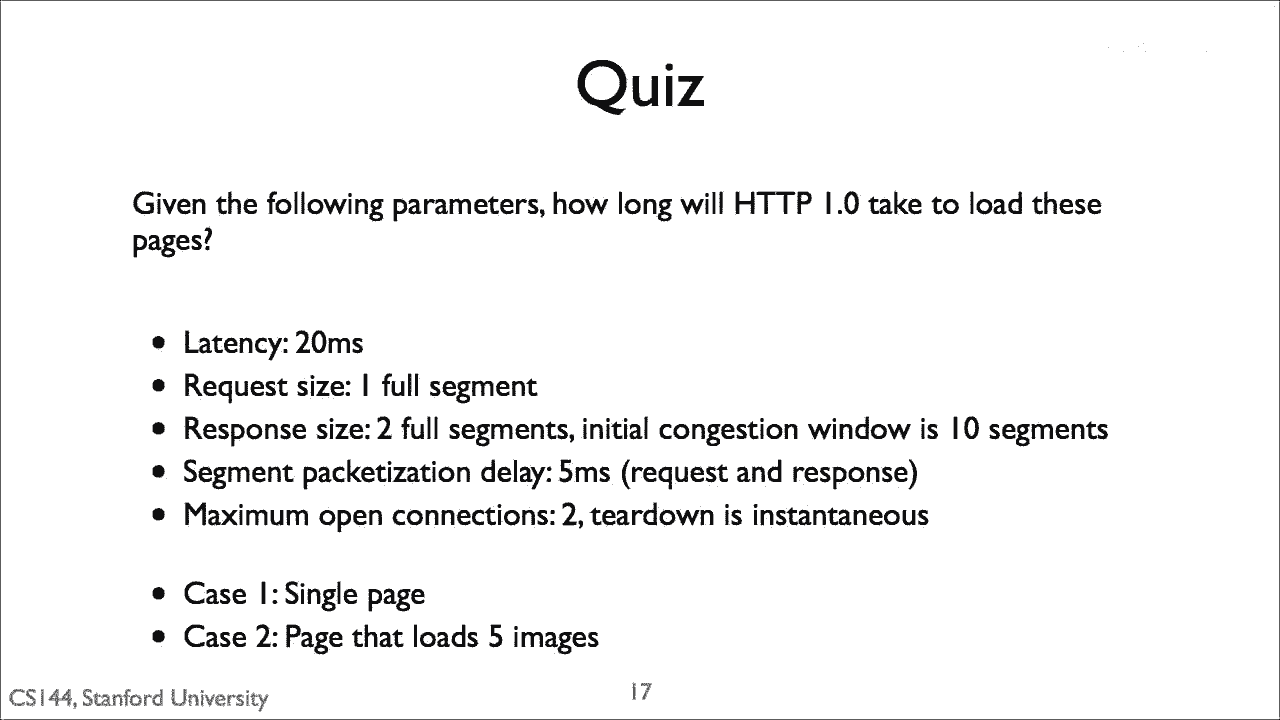 Quiz
Given the following parameters, how long will HTTP 1.0 take to load these
pages?
• Latency: 20ms
• Request size: 1 full segment
• Response size: 2 full segments, initial congestion window is 10 segments
• Segment packetization delay: 5ms (request and response)
• Maximum open connections: 2, teardown is instantaneous
• Case 1: Single page
• Case 2: Page that loads 5 images
CS144, Stanford University
17